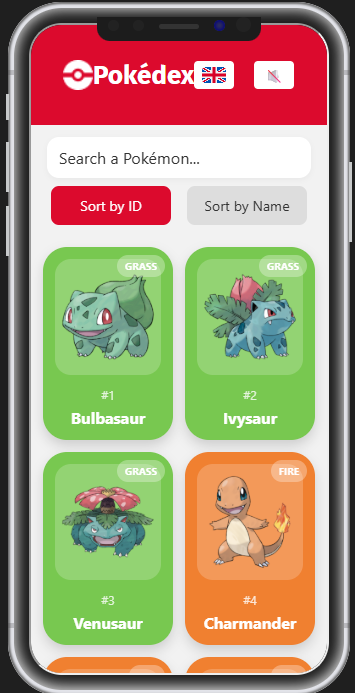 Pokédex
Search a Pokémon...
Sort by ID
Sort by Name
GRASS
#1
Bulbasaur
GRASS
#2
Ivysaur
GRASS
#3
Venusaur
FIRE
#4
Charmander